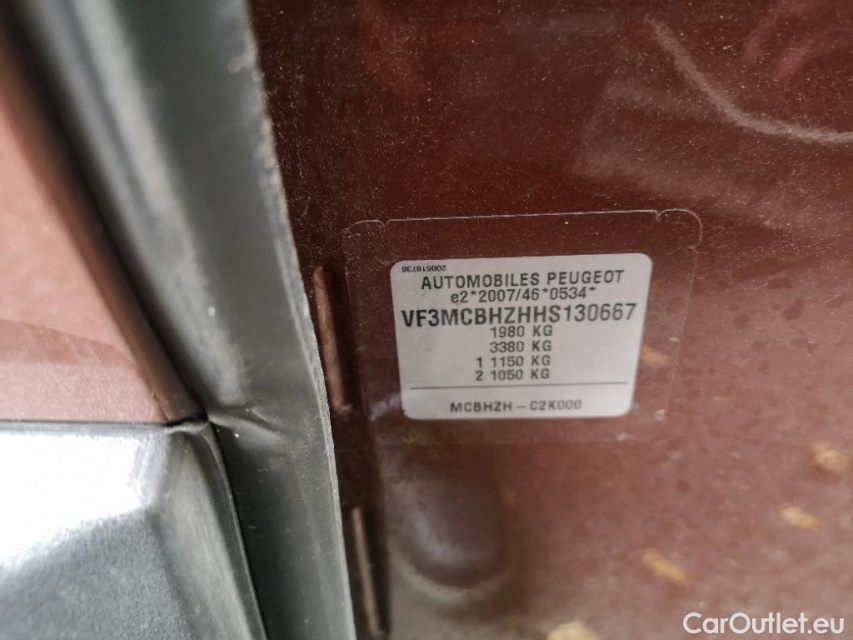 200518736
AUTOMOBILES PEUGEOT
e2*2007/46*0534*
VF3MCBHZHHS130667
1980 KG
3380 KG
1 1150 KG
2 1050 KG
MCBHZH - C2K000
CarOutlet.eu